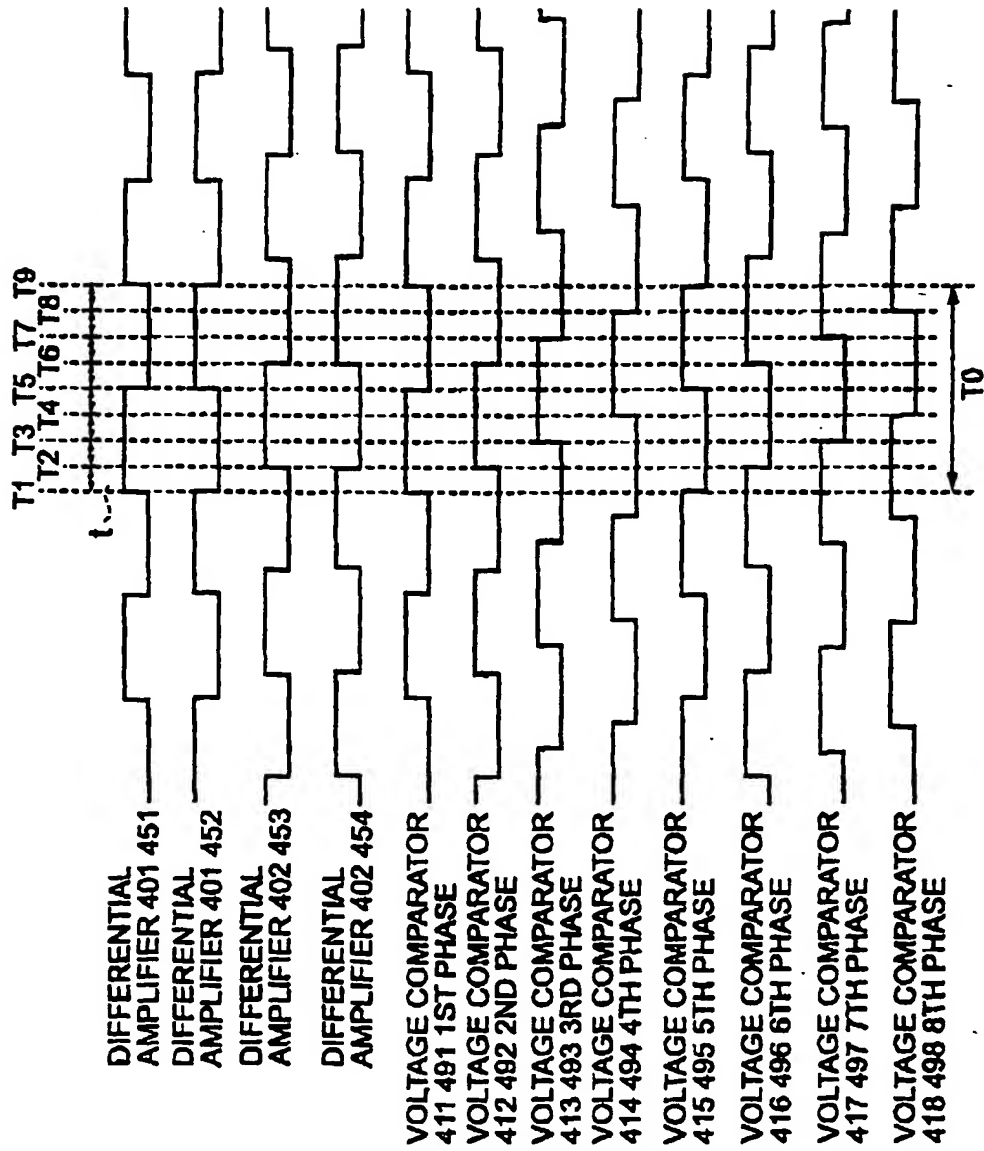 T1 T2 T3 T4 T5 T6 T7 T8 T9
t
DIFFERENTIAL
AMPLIFIER 401 451
DIFFERENTIAL
AMPLIFIER 401 452
DIFFERENTIAL
AMPLIFIER 402 453
DIFFERENTIAL
AMPLIFIER 402 454
VOLTAGE COMPARATOR
411 491 1ST PHASE
VOLTAGE COMPARATOR
412 492 2ND PHASE
VOLTAGE COMPARATOR
413 493 3RD PHASE
VOLTAGE COMPARATOR
414 494 4TH PHASE
VOLTAGE COMPARATOR
415 495 5TH PHASE
VOLTAGE COMPARATOR
416 496 6TH PHASE
VOLTAGE COMPARATOR
417 497 7TH PHASE
VOLTAGE COMPARATOR
418 498 8TH PHASE
T0